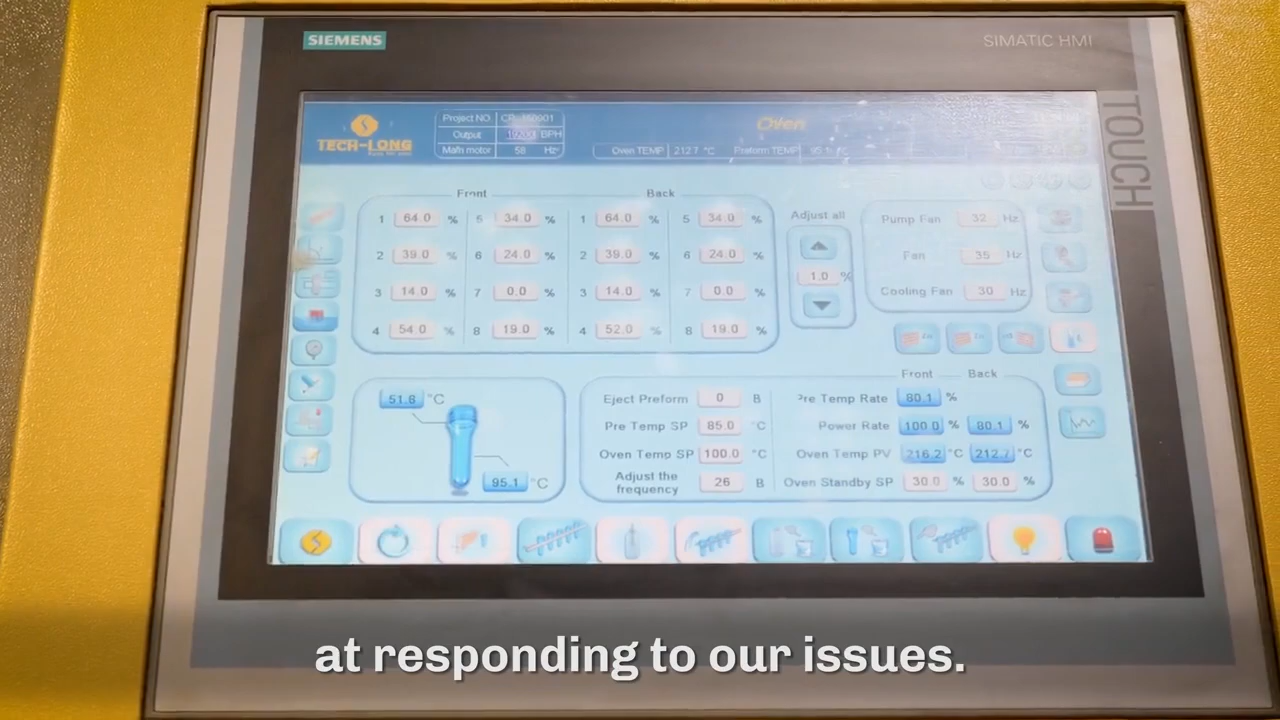 SIEMENS
SIMATIC HMI
TOUCH
TECH-LONG
Project NO.
Output BPH
Main motor 58 Hz
Oven
Oven TEMP 212.7 °C Preform TEMP 95.1 °C
Front Back
1 64.0 % 5 34.0 % 1 64.0 % 5 34.0 %
2 39.0 % 6 24.0 % 2 39.0 % 6 24.0 %
3 14.0 % 7 0.0 % 3 14.0 % 7 0.0 %
4 54.0 % 8 19.0 % 4 52.0 % 8 19.0 %
Adjust all
1.0 %
Pump Fan 32 Hz
Fan 35 Hz
Cooling Fan 30 Hz
51.8 °C
95.1 °C
Eject Preform 0 B
Pre Temp SP 85.0 °C
Oven Temp SP 100.0 °C
Adjust the
frequency 26 B
Front Back
Pre Temp Rate 80.1 %
Power Rate 100.0 % 80.1 %
Oven Temp PV 216.2 °C 212.7 °C
Oven Standby SP 30.0 % 30.0 %
at responding to our issues.